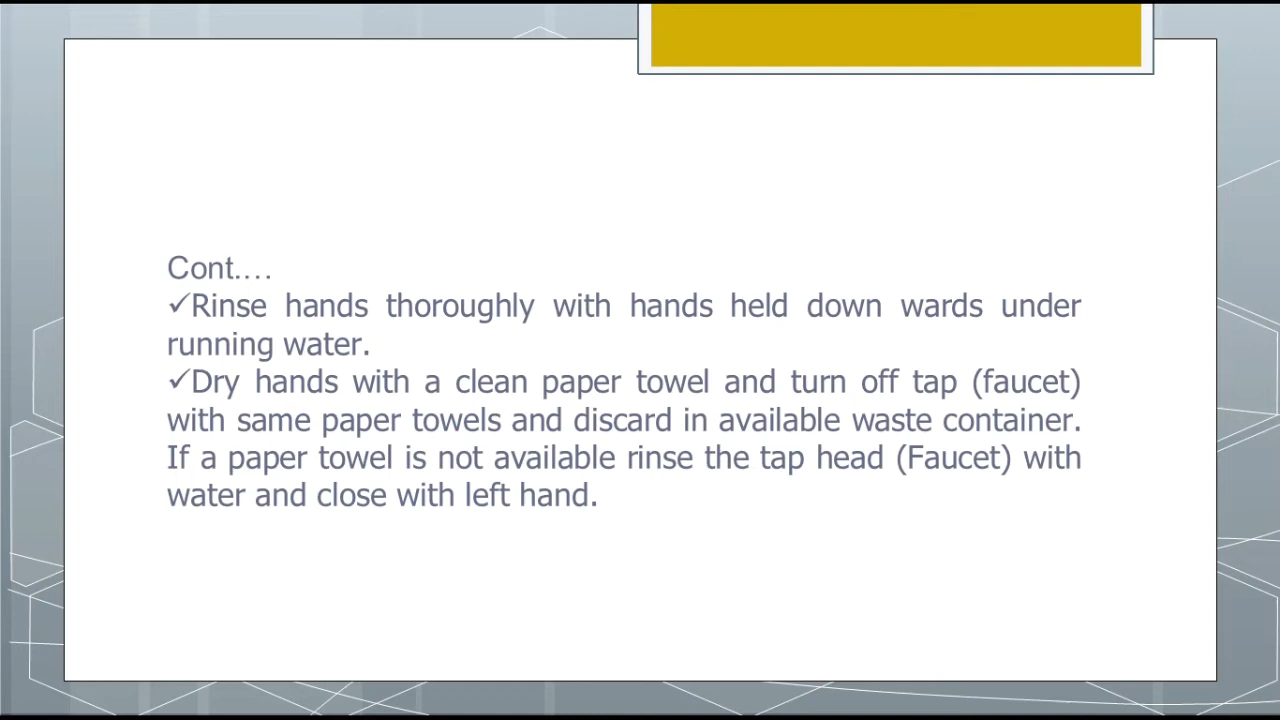 Cont.…
✓Rinse hands thoroughly with hands held down wards under
running water.
✓Dry hands with a clean paper towel and turn off tap (faucet)
with same paper towels and discard in available waste container.
If a paper towel is not available rinse the tap head (Faucet) with
water and close with left hand.